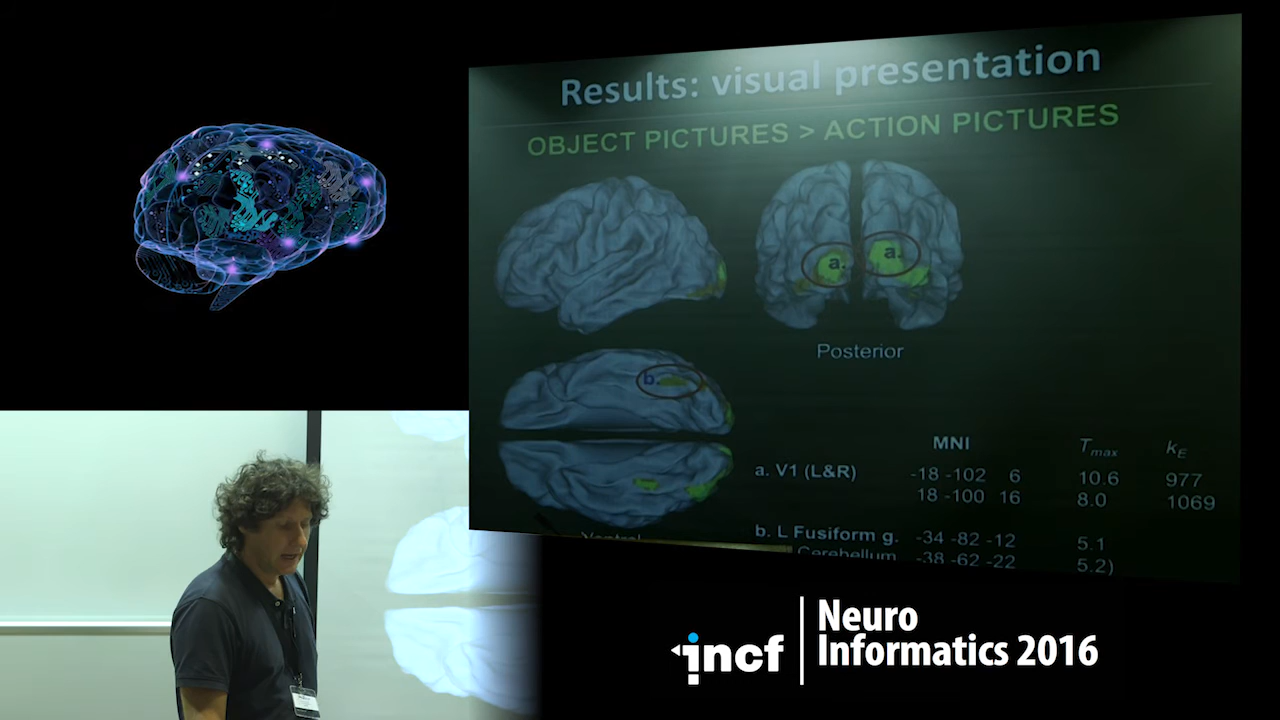 Results: visual presentation
OBJECT PICTURES > ACTION PICTURES
a.
a.
Posterior
b.
MNI Tmax kE
a. V1 (L&R) -18 -102 6 10.6 977
18 -100 16 8.0 1069
b. L Fusiform g. -34 -82 -12 5.1
Cerebellum -38 -62 -22 5.2)
Ventral
incf
Neuro
Informatics 2016